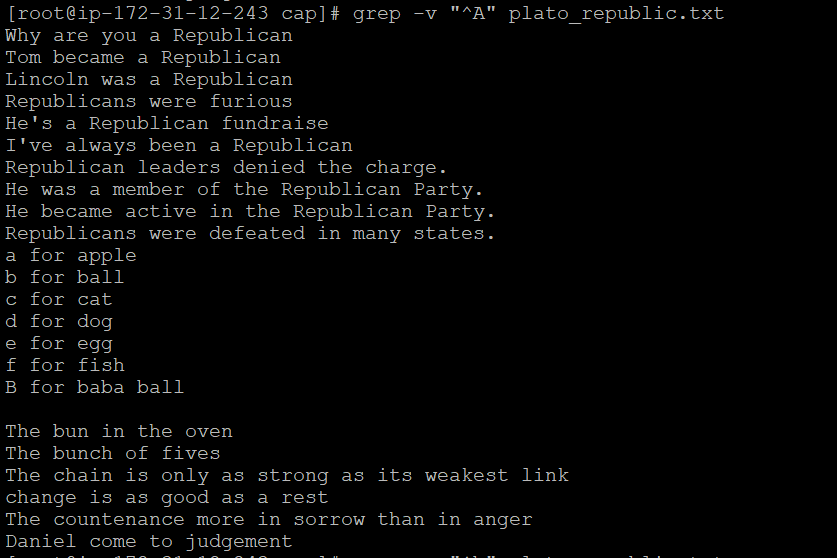 [root@ip-172-31-12-243 cap]# grep -v "^A" plato_republic.txt
Why are you a Republican
Tom became a Republican
Lincoln was a Republican
Republicans were furious
He's a Republican fundraise
I've always been a Republican
Republican leaders denied the charge.
He was a member of the Republican Party.
He became active in the Republican Party.
Republicans were defeated in many states.
a for apple
b for ball
c for cat
d for dog
e for egg
f for fish
B for baba ball

The bun in the oven
The bunch of fives
The chain is only as strong as its weakest link
change is as good as a rest
The countenance more in sorrow than in anger
Daniel come to judgement